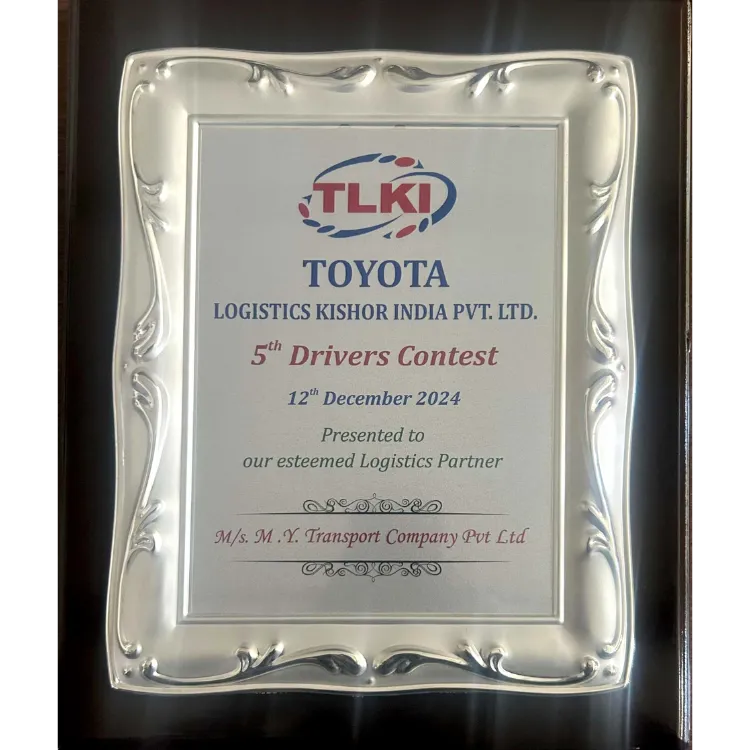 TLKI
TOYOTA
LOGISTICS KISHOR INDIA PVT. LTD.
5th Drivers Contest
12th December 2024
Presented to
our esteemed Logistics Partner
M/s. M .Y. Transport Company Pvt Ltd